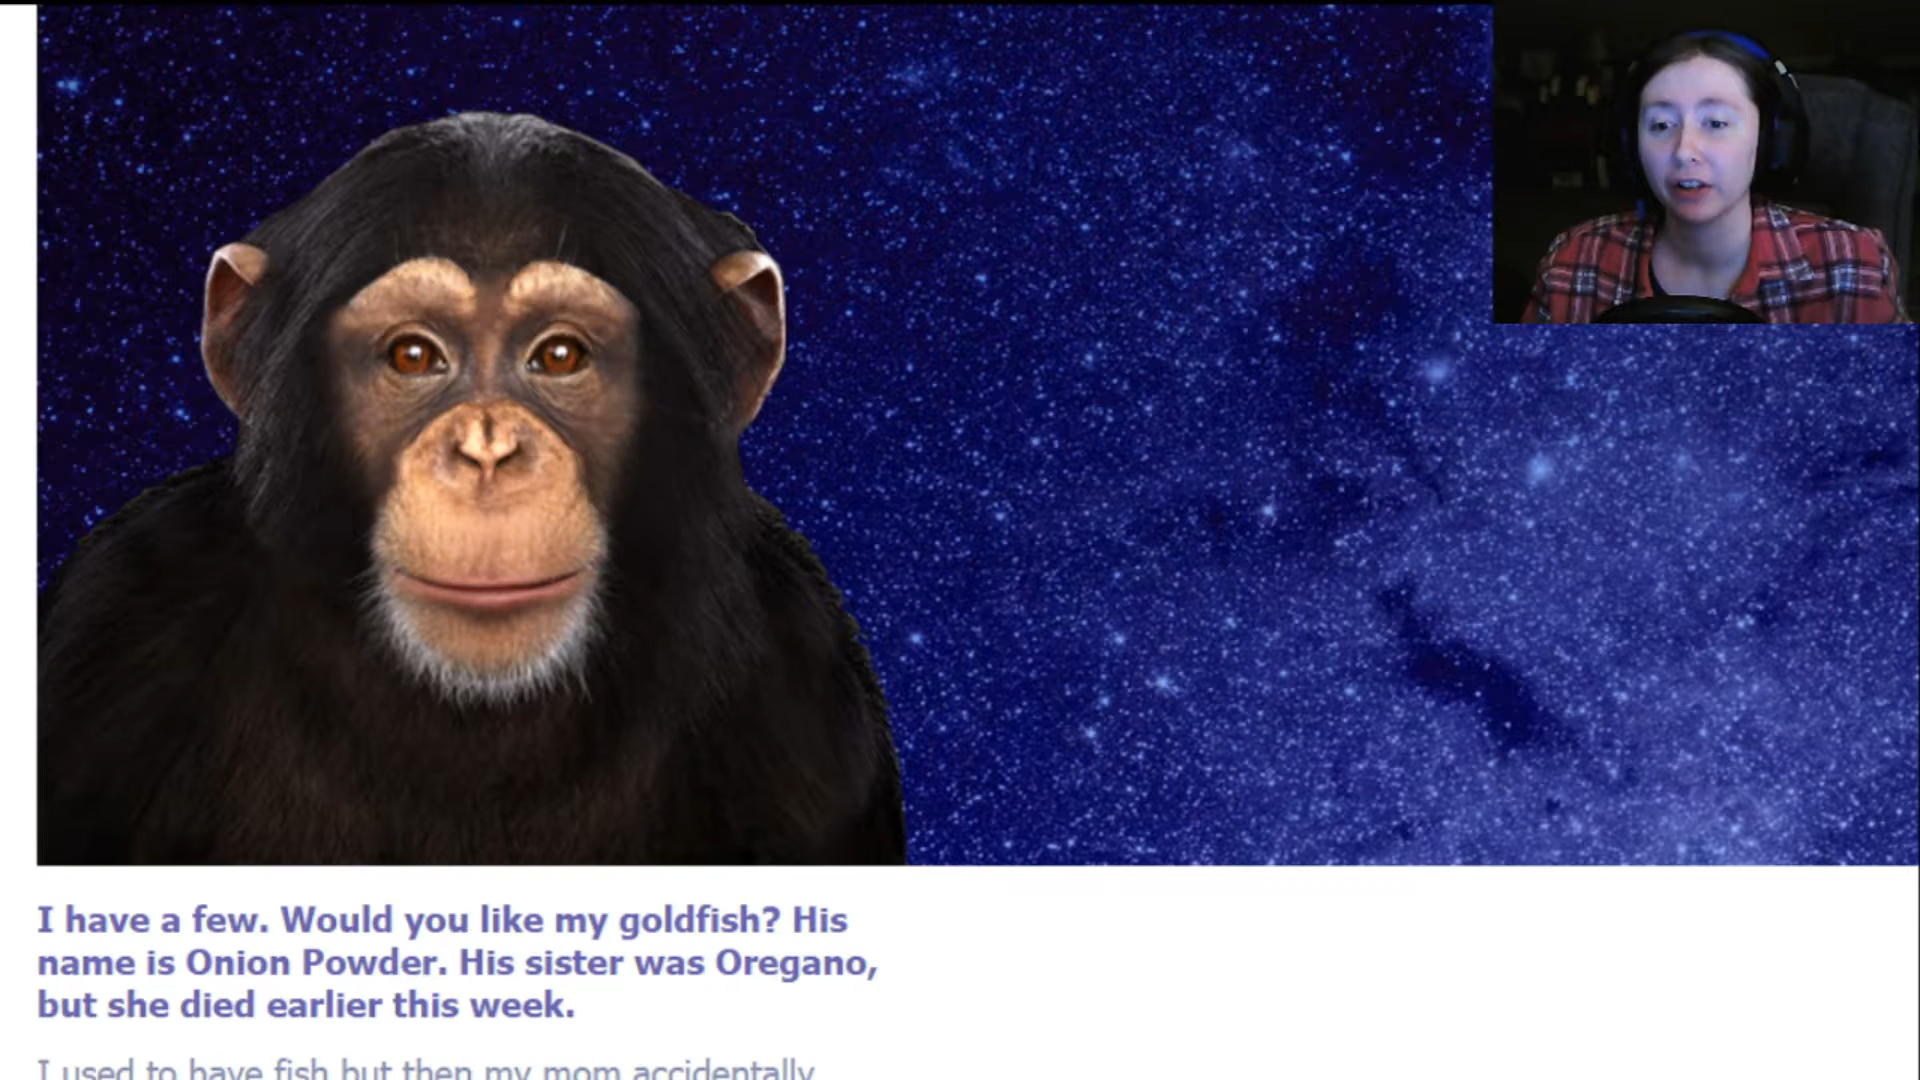 I have a few. Would you like my goldfish? His
name is Onion Powder. His sister was Oregano,
but she died earlier this week.
I used to have fish but then my mom accidentally